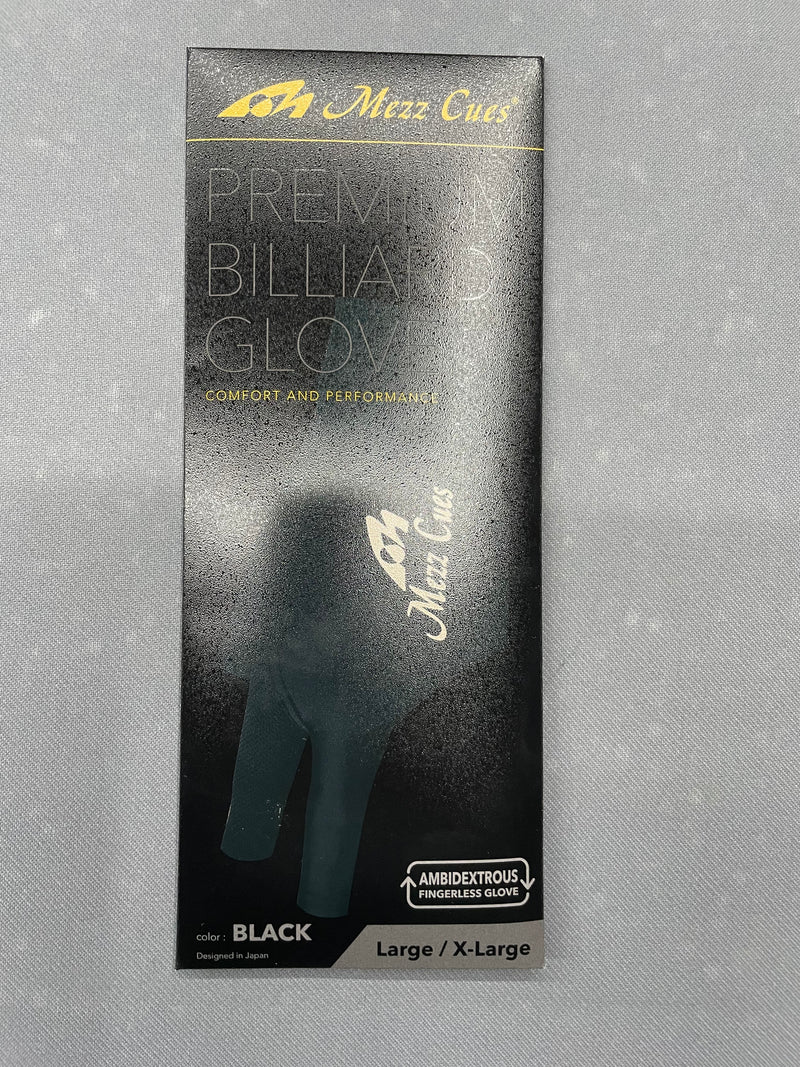 Mezz Cues®
PREMIUM
BILLIARD
GLOVE
COMFORT AND PERFORMANCE
Mezz Cues
AMBIDEXTROUS
FINGERLESS GLOVE
color : BLACK
Designed in Japan
Large / X-Large